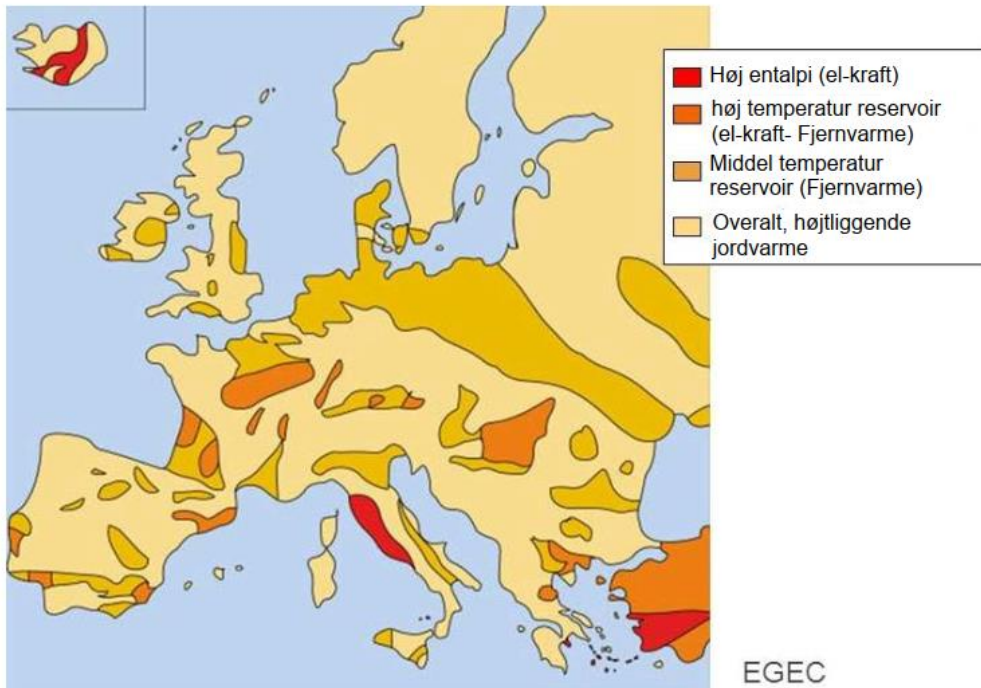 Høj entalpi (el-kraft)
høj temperatur reservoir
(el-kraft- Fjernvarme)
Middel temperatur
reservoir (Fjernvarme)
Overalt, højtliggende
jordvarme
EGEC